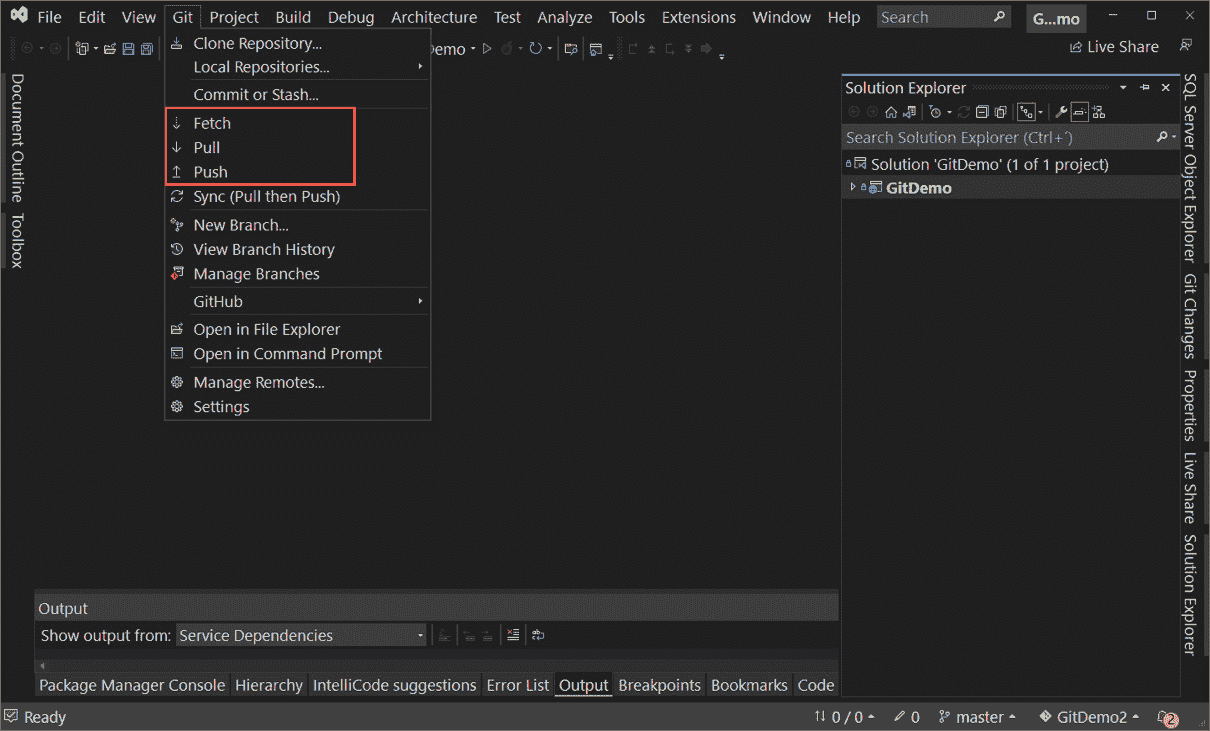 File Edit View Git Project Build Debug Architecture Test Analyze Tools Extensions Window Help Search G...mo
emo Live Share
Clone Repository...
Local Repositories...
Commit or Stash...
Fetch
Pull
Push
Sync (Pull then Push)
New Branch...
View Branch History
Manage Branches
GitHub
Open in File Explorer
Open in Command Prompt
Manage Remotes...
Settings
Document Outline
Toolbox
Solution Explorer
Search Solution Explorer (Ctrl+´)
Solution 'GitDemo' (1 of 1 project)
GitDemo
SQL Server Object Explorer
Git Changes
Properties
Live Share
Solution Explorer
Output
Show output from: Service Dependencies
Package Manager Console Hierarchy IntelliCode suggestions Error List Output Breakpoints Bookmarks Code
Ready 0 / 0 0 master GitDemo2 2